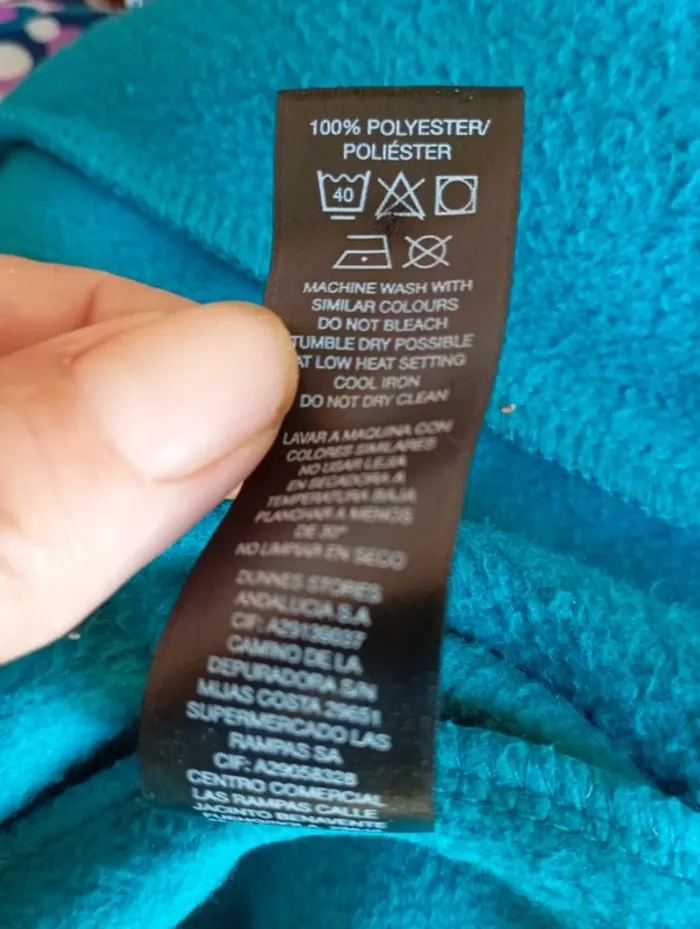 100% POLYESTER/
POLIÉSTER
40
MACHINE WASH WITH
SIMILAR COLOURS
DO NOT BLEACH
TUMBLE DRY POSSIBLE
AT LOW HEAT SETTING
COOL IRON
DO NOT DRY CLEAN
LAVAR A MAQUINA CON
COLORES SIMILARES
NO USAR LEJIA
EN SECADORA A
TEMPERATURA BAJA
PLANCHAR A MENOS
DE
NO LIMPIAR EN SECO
DUNNES STORES
ANDALUCIA S.A
CIF:
CAMINO DE LA
DEPURADORA S/N
MIJAS COSTA
SUPERMERCADO LAS
RAMPAS SA
CIF: A29058328
CENTRO COMERCIAL
LAS RAMPAS CALLE
JACINTO BENAVENTE